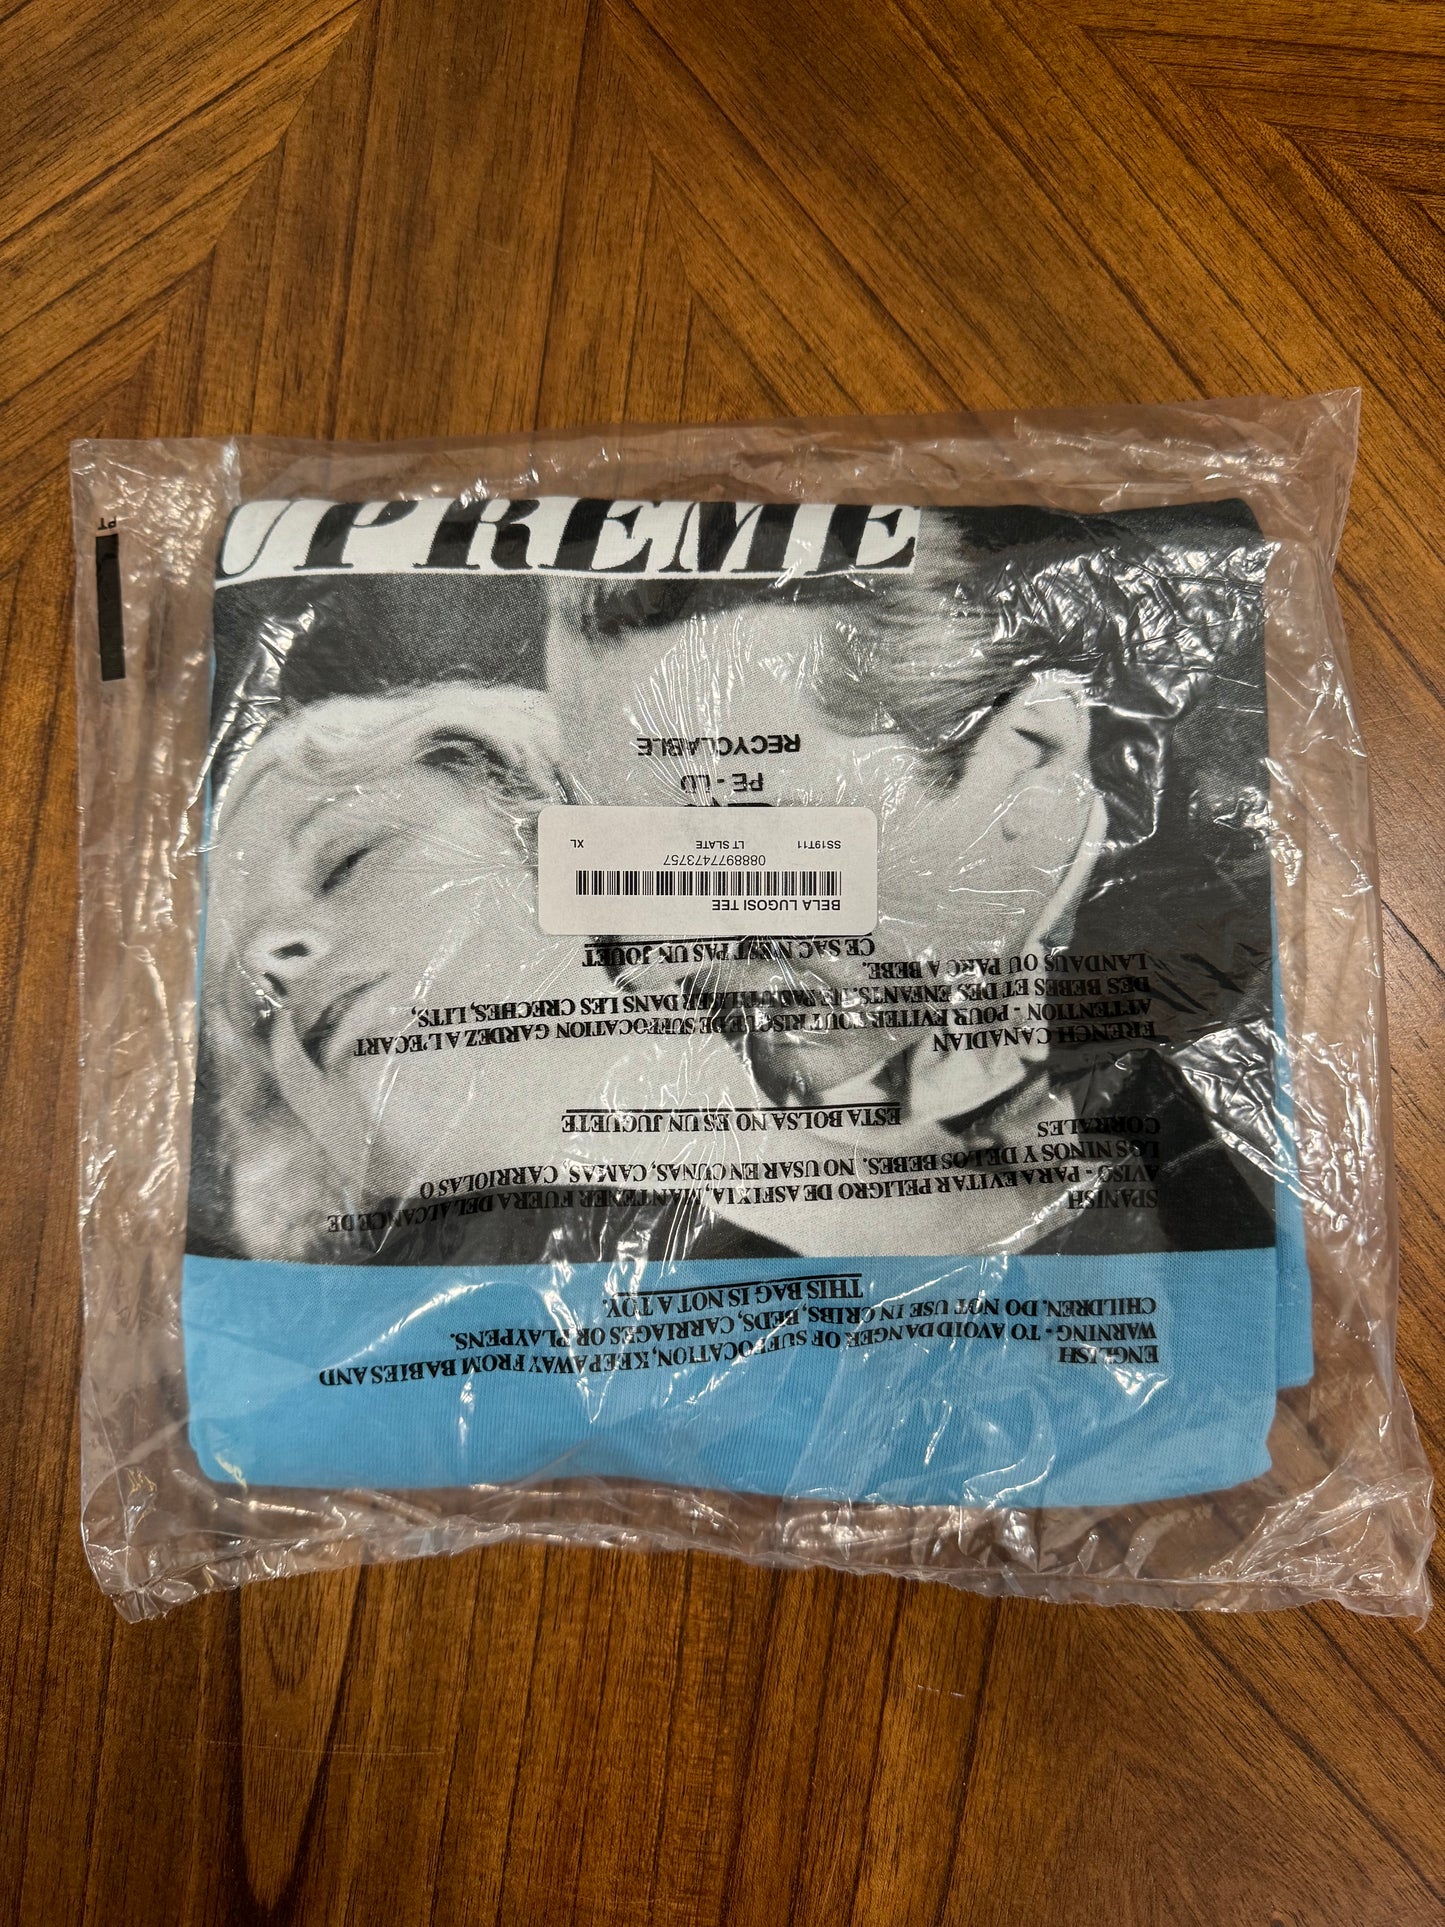 UPREME
ENGLISH
WARNING - TO AVOID DANGER OF SUFFOCATION, KEEP AWAY FROM BABIES AND
CHILDREN. DO NOT USE IN CRIBS, BEDS, CARRIAGES OR PLAYPENS.
THIS BAG IS NOT A TOY.
SPANISH
AVISO - PARA EVITAR PELIGRO DE ASFIXIA, MANTENER FUERA DEL ALCANCE DE
LOS NINOS Y DE LOS BEBES. NO USAR EN CUNAS, CAMAS, CARRIOLAS O
CORRALES
ESTA BOLSA NO ES UN JUGUETE
FRENCH CANADIAN
ATTENTION - POUR EVITER TOUT RISQUE DE SUFFOCATION GARDEZ A L'ECART
DES BEBES ET DES ENFANTS, NE PAS UTILISER DANS LES CRECHES, LITS,
LANDAUS OU PARC A BEBE.
CE SAC N'EST PAS UN JOUET
BELA LUGOSI TEE
0888977473757
SS19T11 LT SLATE XL
PE - LD
RECYCLABLE
PT